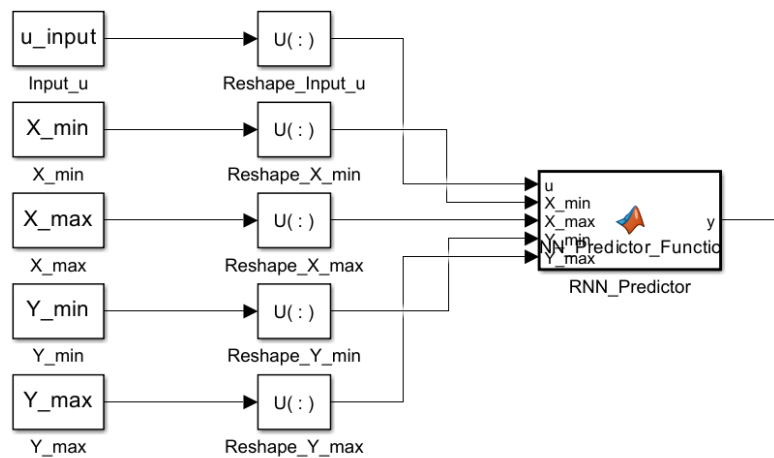 u_input
U( : )
Input_u
Reshape_Input_u
X_min
U( : )
X_min
Reshape_X_min
X_max
U( : )
X_max
Reshape_X_max
Y_min
U( : )
Y_min
Reshape_Y_min
Y_max
U( : )
Y_max
Reshape_Y_max
u
X_min
X_max
Y_min
Y_max
NN_Predictor_Functio
y
RNN_Predictor